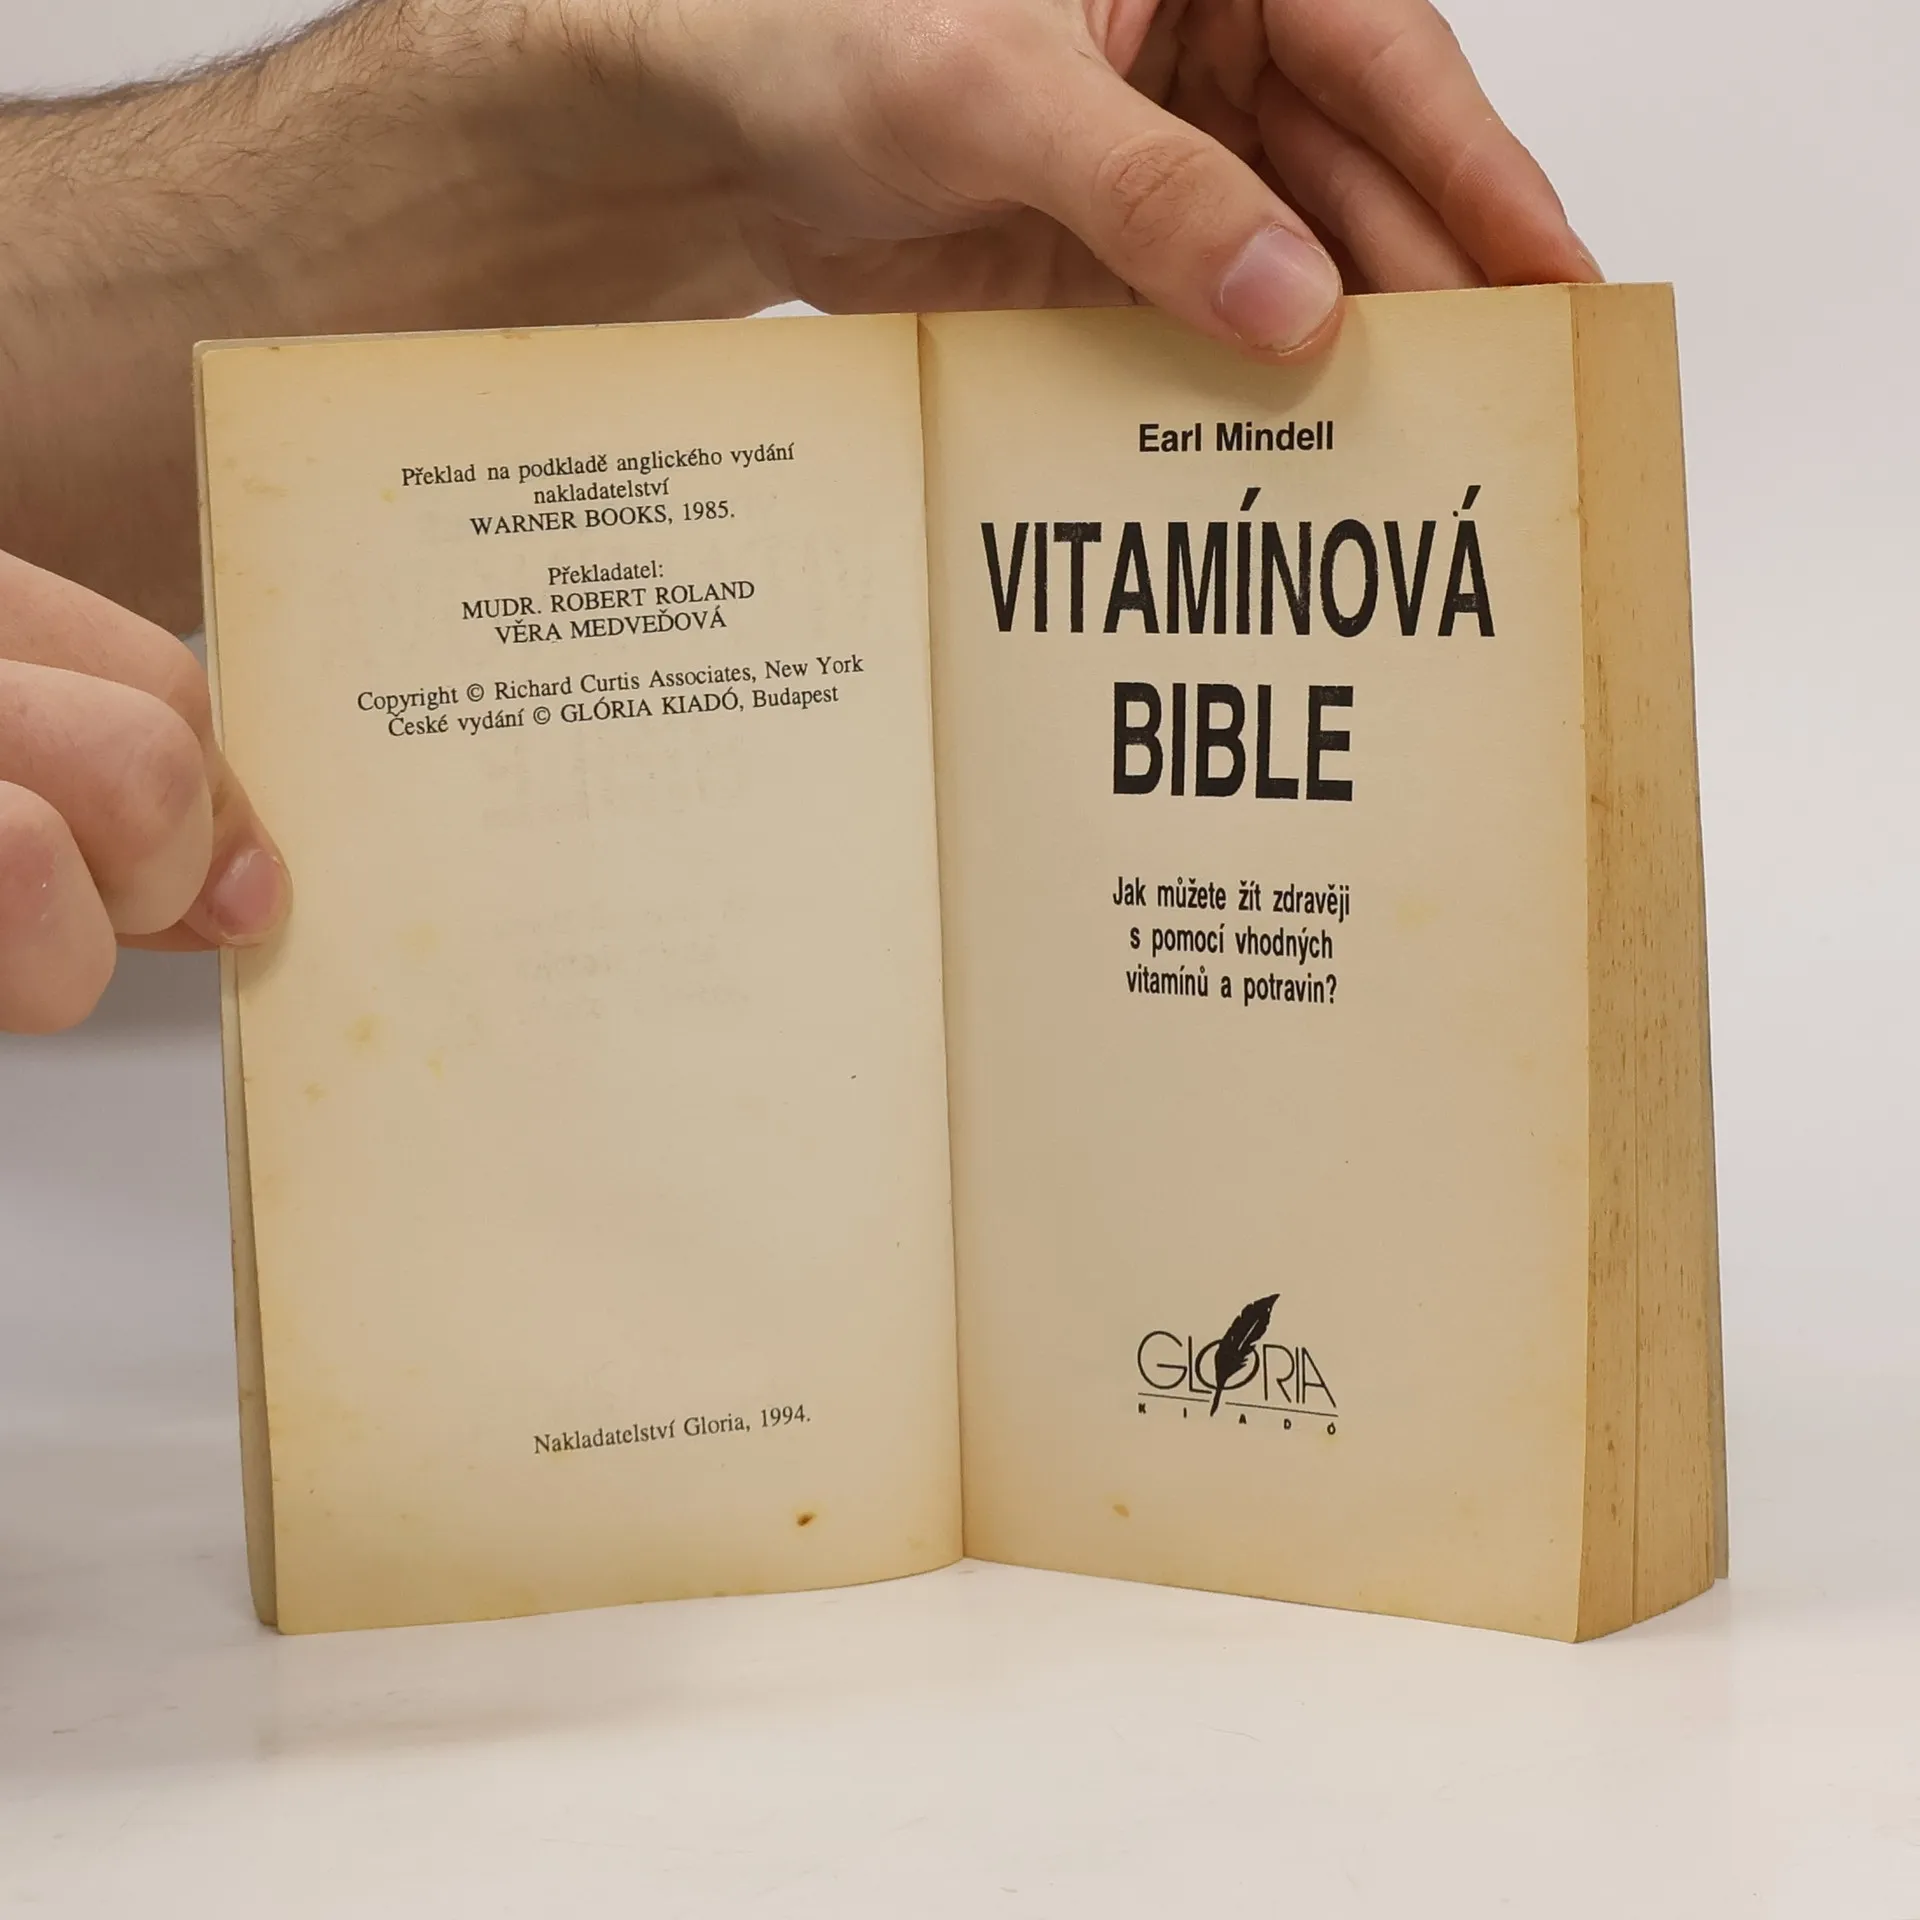 Překlad na podkladě anglického vydání
nakladatelství
WARNER BOOKS, 1985.
Překladatel:
MUDR. ROBERT ROLAND
VĚRA MEDVEĎOVÁ
Copyright © Richard Curtis Associates, New York
České vydání © GLÓRIA KIADÓ, Budapest
Nakladatelství Gloria, 1994.
Earl Mindell
VITAMÍNOVÁ
BIBLE
Jak můžete žít zdravěji
s pomocí vhodných
vitamínů a potravin?
GLORIA
KIADÓ